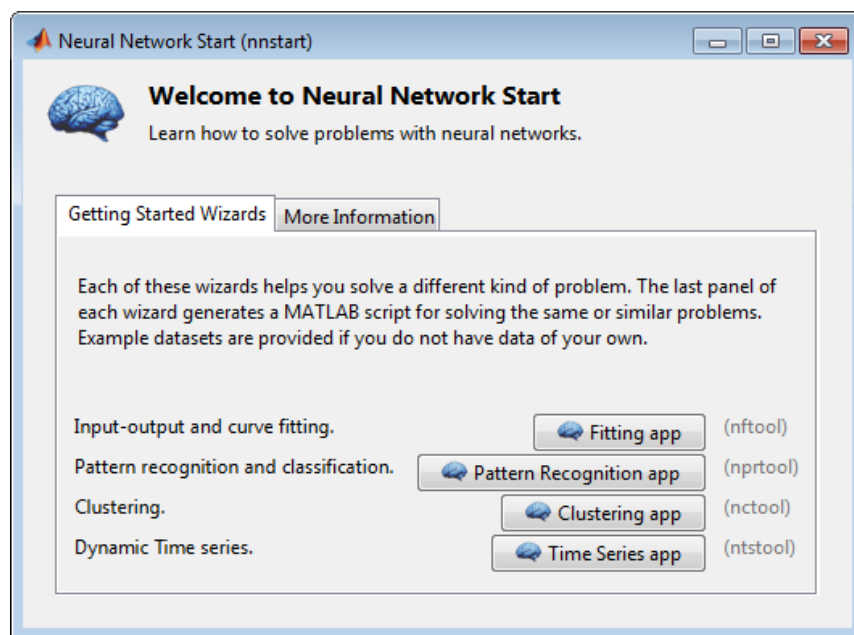 Neural Network Start (nnstart)
Welcome to Neural Network Start
Learn how to solve problems with neural networks.
Getting Started Wizards
More Information
Each of these wizards helps you solve a different kind of problem. The last panel of
each wizard generates a MATLAB script for solving the same or similar problems.
Example datasets are provided if you do not have data of your own.
Input-output and curve fitting. Fitting app (nftool)
Pattern recognition and classification. Pattern Recognition app (nprtool)
Clustering. Clustering app (nctool)
Dynamic Time series. Time Series app (ntstool)